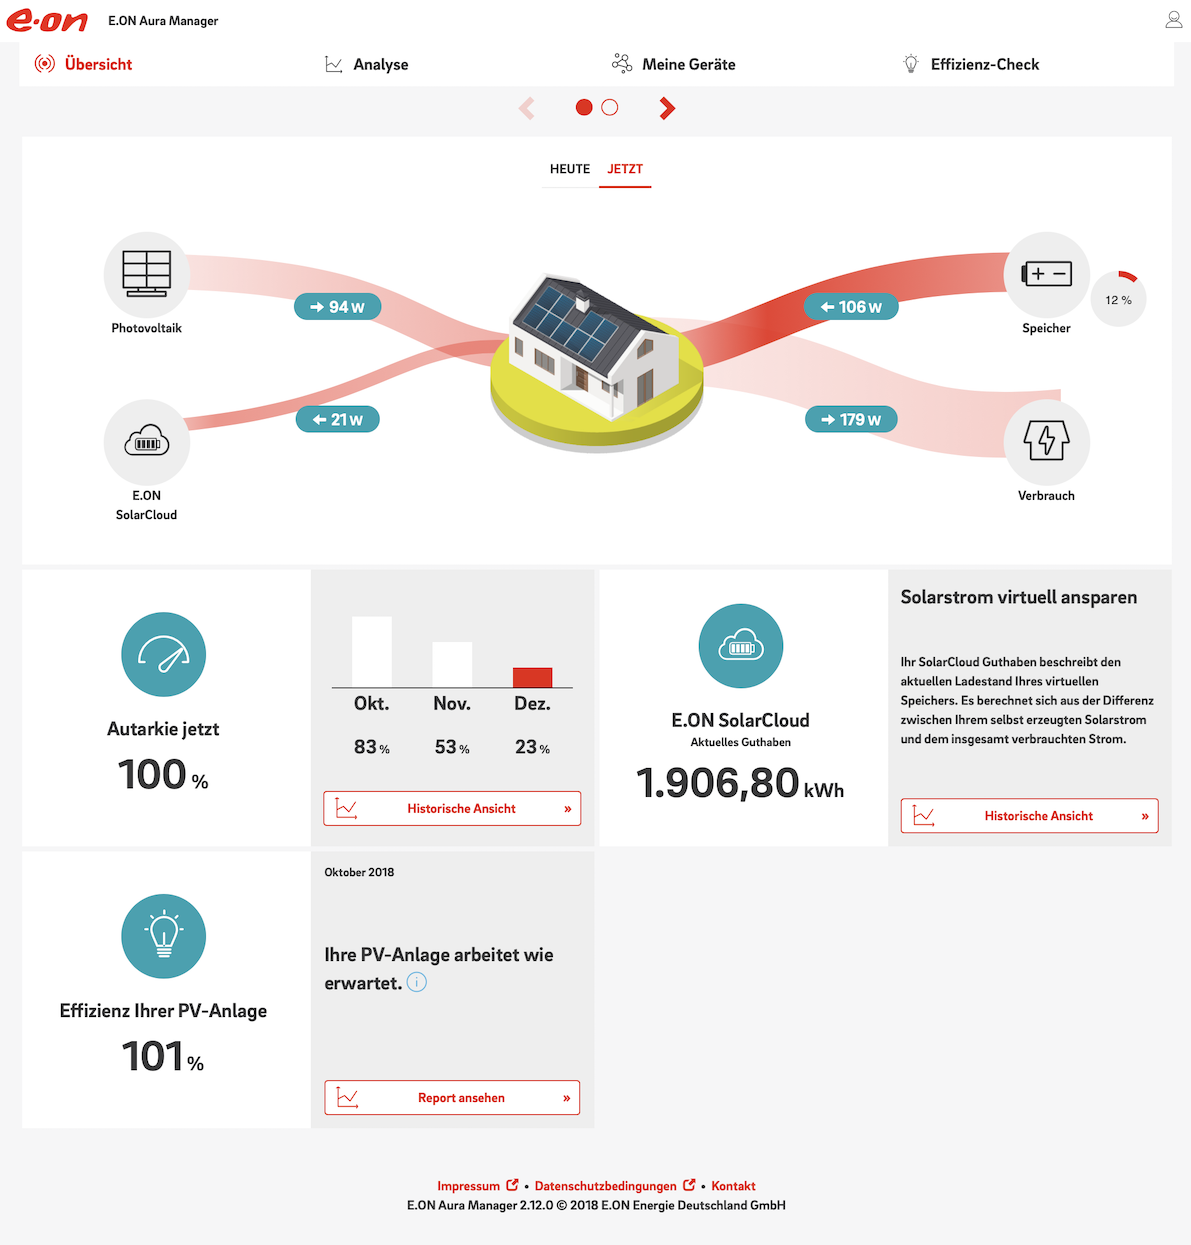 e·on
E.ON Aura Manager
Übersicht
Analyse
Meine Geräte
Effizienz-Check
HEUTE
JETZT
94 W
106 W
12 %
Photovoltaik
Speicher
21 W
179 W
E.ON
SolarCloud
Verbrauch
Autarkie jetzt
100 %
Okt.
Nov.
Dez.
83 %
53 %
23 %
Historische Ansicht »
E.ON SolarCloud
Aktuelles Guthaben
1.906,80 kWh
Solarstrom virtuell ansparen
Ihr SolarCloud Guthaben beschreibt den
aktuellen Ladestand Ihres virtuellen
Speichers. Es berechnet sich aus der Differenz
zwischen Ihrem selbst erzeugten Solarstrom
und dem insgesamt verbrauchten Strom.
Historische Ansicht »
Effizienz Ihrer PV-Anlage
101 %
Oktober 2018
Ihre PV-Anlage arbeitet wie
erwartet. i
Report ansehen »
Impressum • Datenschutzbedingungen • Kontakt
E.ON Aura Manager 2.12.0 © 2018 E.ON Energie Deutschland GmbH